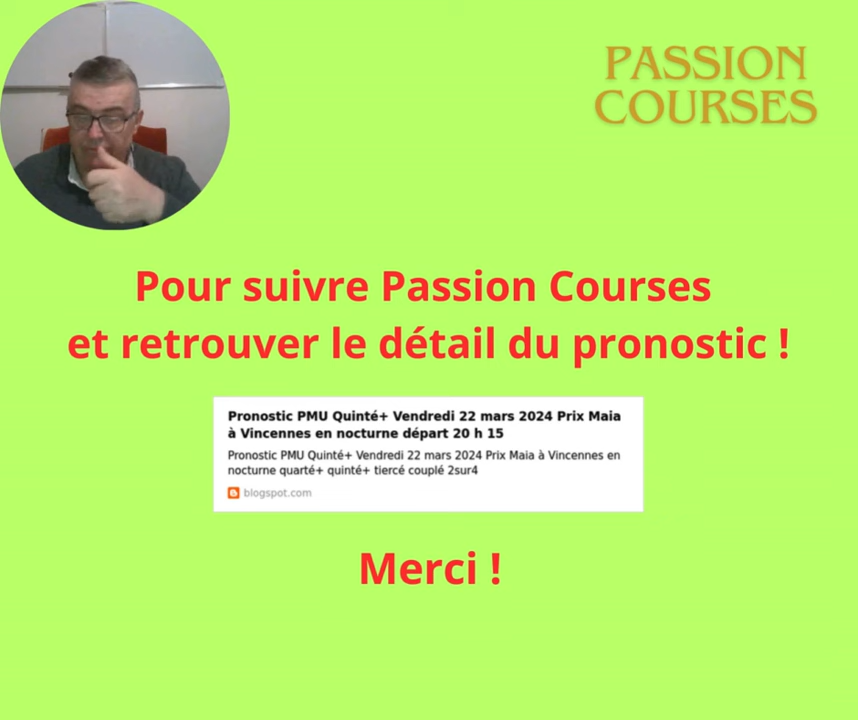 PASSION
COURSES
Pour suivre Passion Courses
et retrouver le détail du pronostic !
Pronostic PMU Quinté+ Vendredi 22 mars 2024 Prix Maia
à Vincennes en nocturne départ 20 h 15
Pronostic PMU Quinté+ Vendredi 22 mars 2024 Prix Maia à Vincennes en
nocturne quarté+ quinté+ tiercé couplé 2sur4
blogspot.com
Merci !